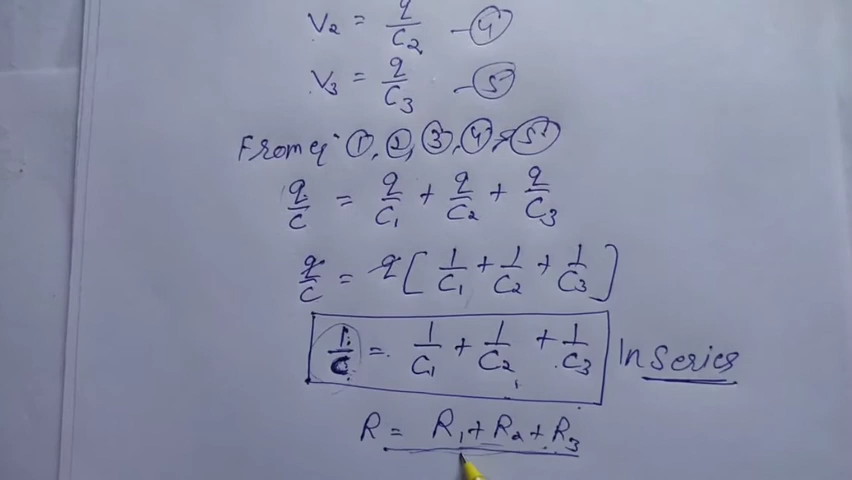 V₂ = q/C₂ - ④
V₃ = q/C₃ - ⑤
From eqⁿ ①, ②, ③, ④, ⑤
q/C = q/C₁ + q/C₂ + q/C₃
q/C = q[1/C₁ + 1/C₂ + 1/C₃]
1/C = 1/C₁ + 1/C₂ + 1/C₃ In Series
R = R₁ + R₂ + R₃